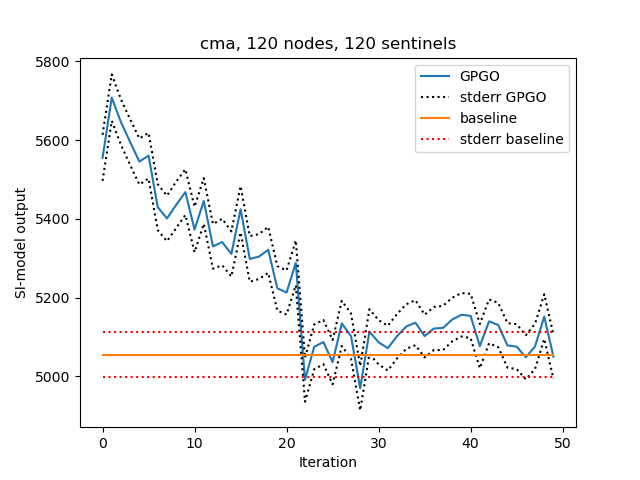 cma, 120 nodes, 120 sentinels
5800
5600
5400
5200
5000
SI-model output
GPGO
stderr GPGO
baseline
stderr baseline
0 10 20 30 40 50
Iteration